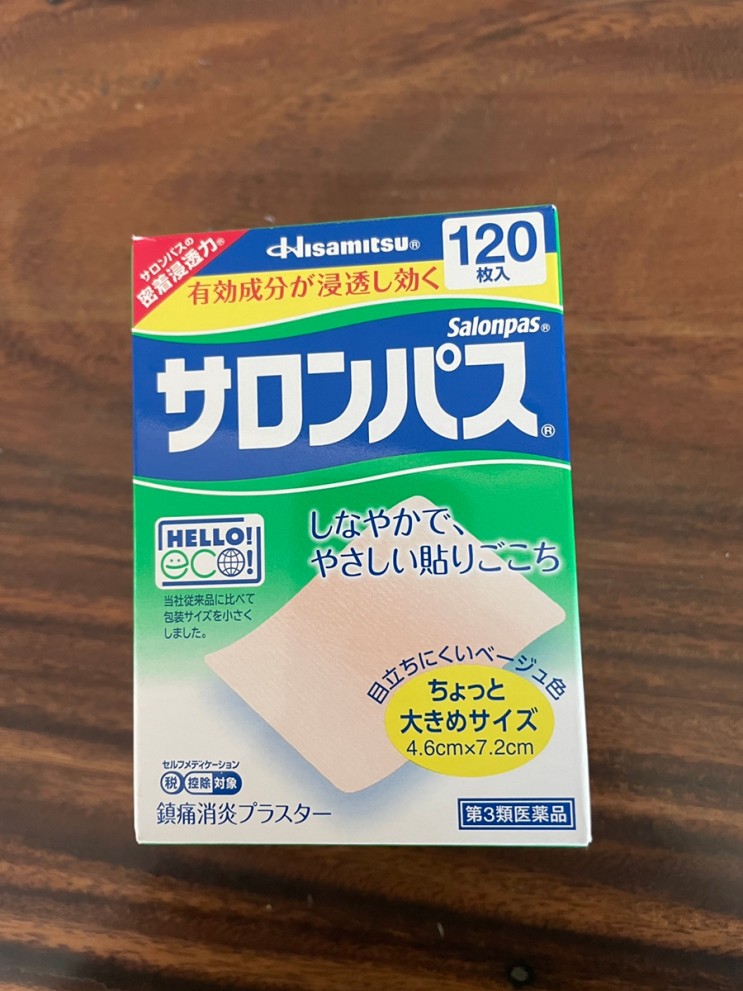 サロンパスの
密着浸透力®
Hisamitsu®
120
枚入
有効成分が浸透し効く
Salonpas®
サロンパス®
HELLO!
eco!
しなやかで、
やさしい貼りごこち
当社従来品に比べて
包装サイズを小さく
しました。
目立ちにくいベージュ色
ちょっと
大きめサイズ
4.6cm×7.2cm
セルフメディケーション
税 控除 対象
鎮痛消炎プラスター
第3類医薬品